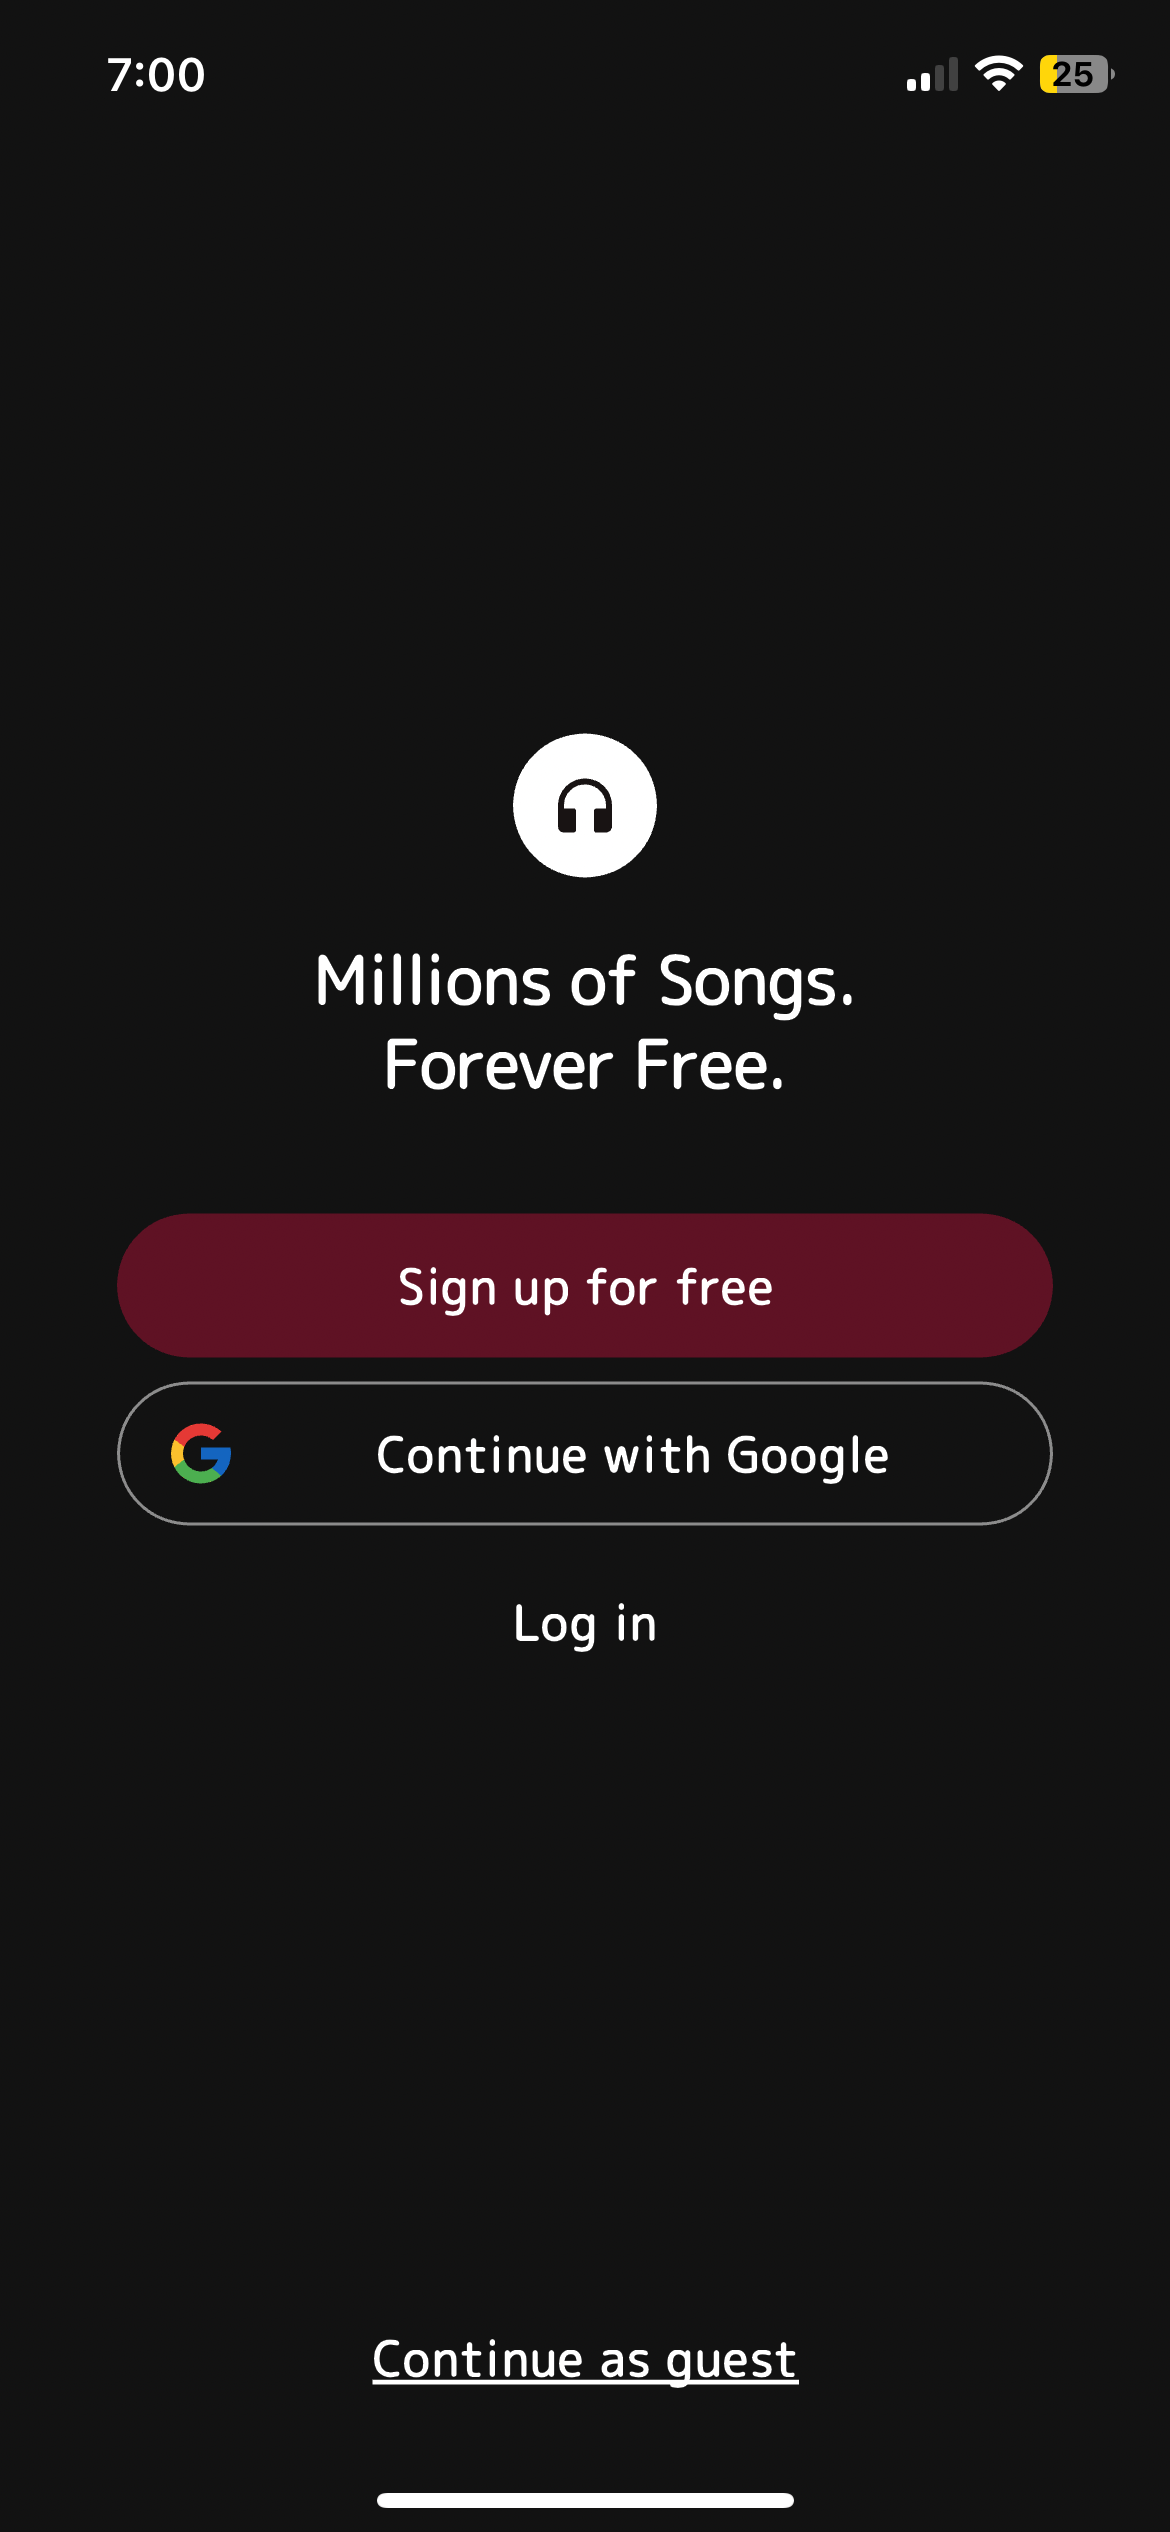 7:00
25
Millions of Songs.
Forever Free.
Sign up for free
Continue with Google
Log in
Continue as guest